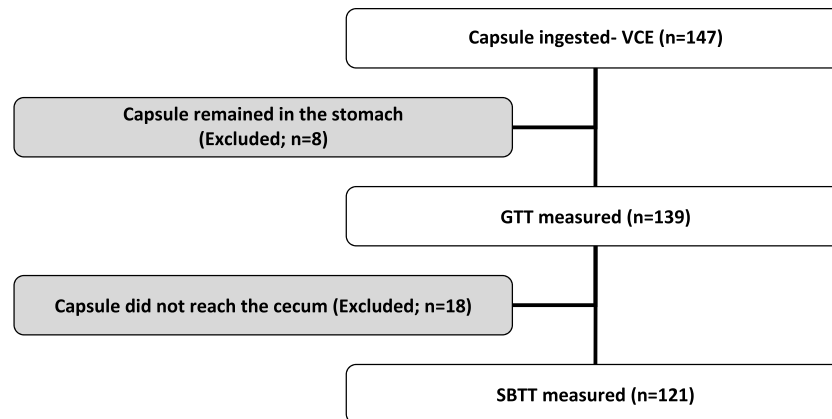 Capsule ingested- VCE (n=147)
Capsule remained in the stomach
(Excluded; n=8)
GTT measured (n=139)
Capsule did not reach the cecum (Excluded; n=18)
SBTT measured (n=121)